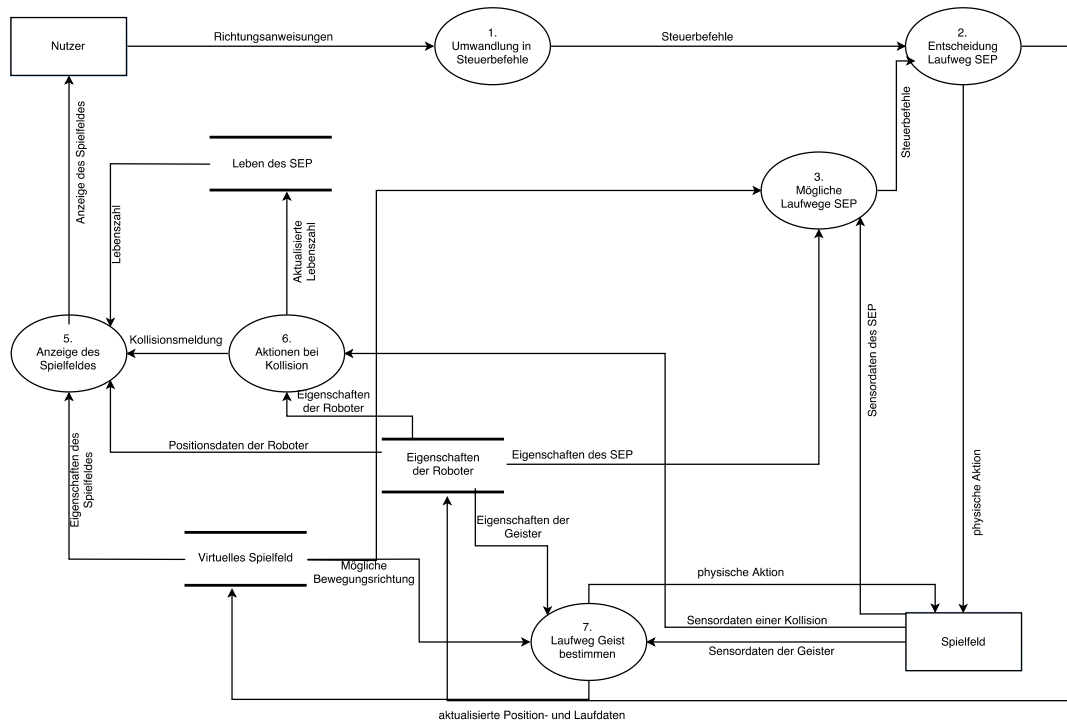 Nutzer
Richtungsanweisungen
1.
Umwandlung in
Steuerbefehle
Steuerbefehle
2.
Entscheidung
Laufweg SEP
Anzeige des Spielfeldes
Leben des SEP
Lebenszahl
Aktualisierte
Lebenszahl
3.
Mögliche
Laufwege SEP
Steuerbefehle
5.
Anzeige des
Spielfeldes
Kollisionsmeldung
6.
Aktionen bei
Kollision
Sensordaten des SEP
Eigenschaften
der Roboter
Positionsdaten der Roboter
Eigenschaften
der Roboter
Eigenschaften des SEP
Eigenschaften des
Spielfeldes
physische Aktion
Eigenschaften der
Geister
Virtuelles Spielfeld
Mögliche
Bewegungsrichtung
physische Aktion
7.
Laufweg Geist
bestimmen
Sensordaten einer Kollision
Sensordaten der Geister
Spielfeld
aktualisierte Position- und Laufdaten